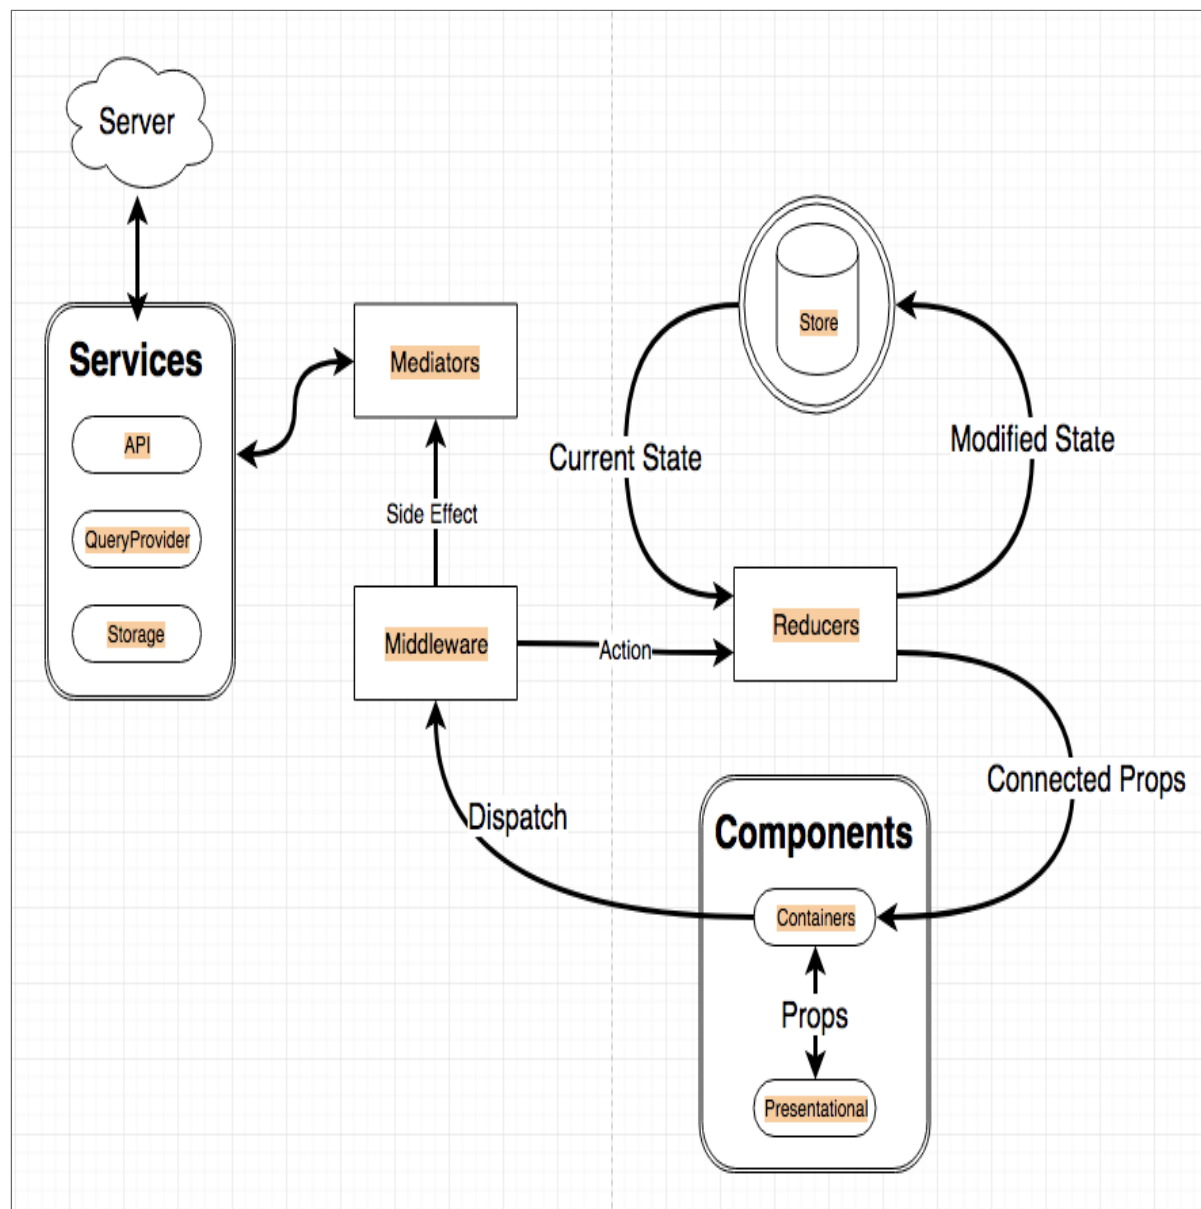 Server
Services
API
QueryProvider
Storage
Mediators
Side Effect
Middleware
Action
Dispatch
Store
Current State
Modified State
Reducers
Connected Props
Components
Containers
Props
Presentational